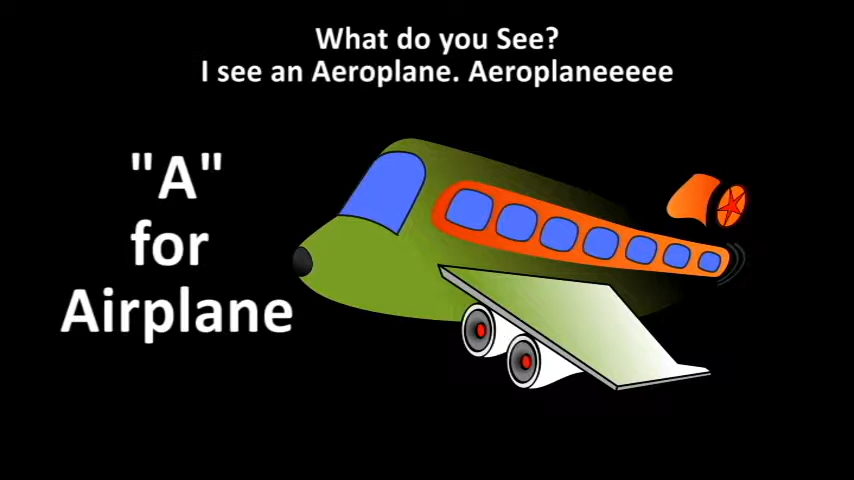 What do you See?
I see an Aeroplane. Aeroplaneeeee
"A"
for
Airplane